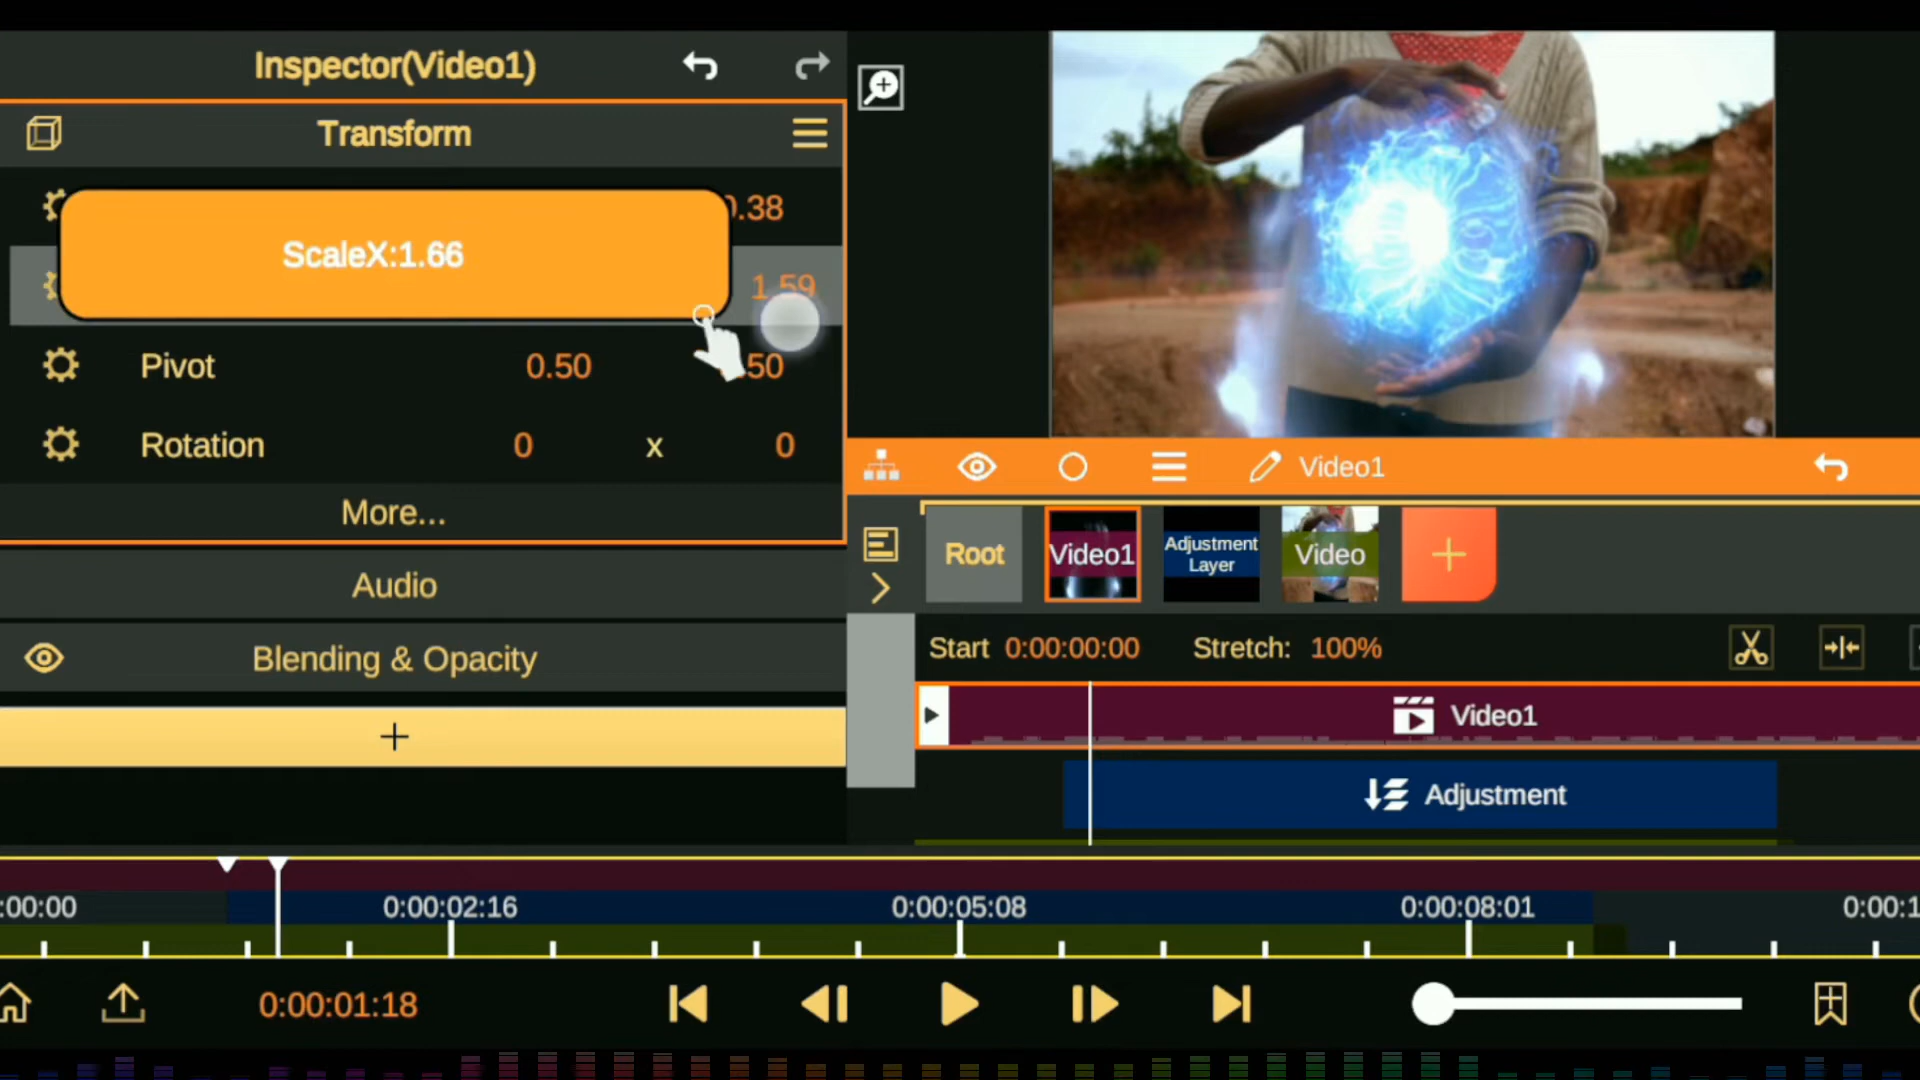 Inspector(Video1)
Transform
0.38
ScaleX:1.66
1.59
Pivot 0.50 .50
Rotation 0 x 0
More...
Audio
Blending & Opacity
+
Video1
Root
Video1
Adjustment
Layer
Video
+
Start 0:00:00:00 Stretch: 100%
Video1
Adjustment
:00:00 0:00:02:16 0:00:05:08 0:00:08:01 0:00:1
0:00:01:18